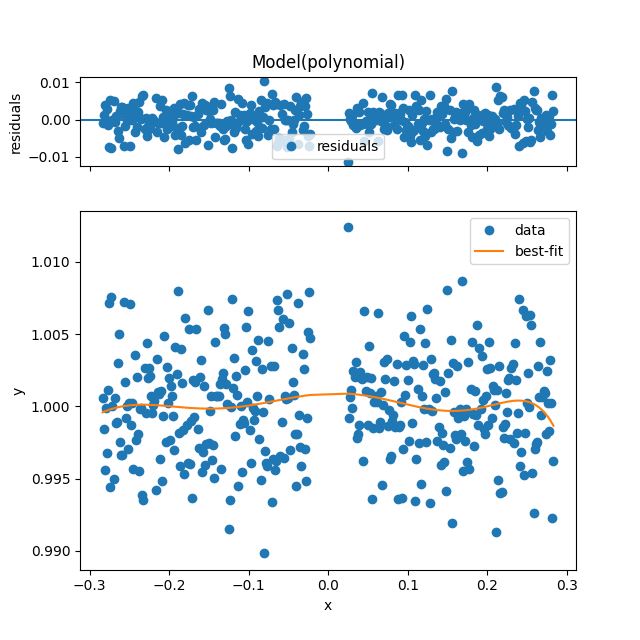 Model(polynomial)
0.01
0.00
−0.01
residuals
residuals
data
best-fit
1.010
1.005
1.000
0.995
0.990
y
−0.3 −0.2 −0.1 0.0 0.1 0.2 0.3
x